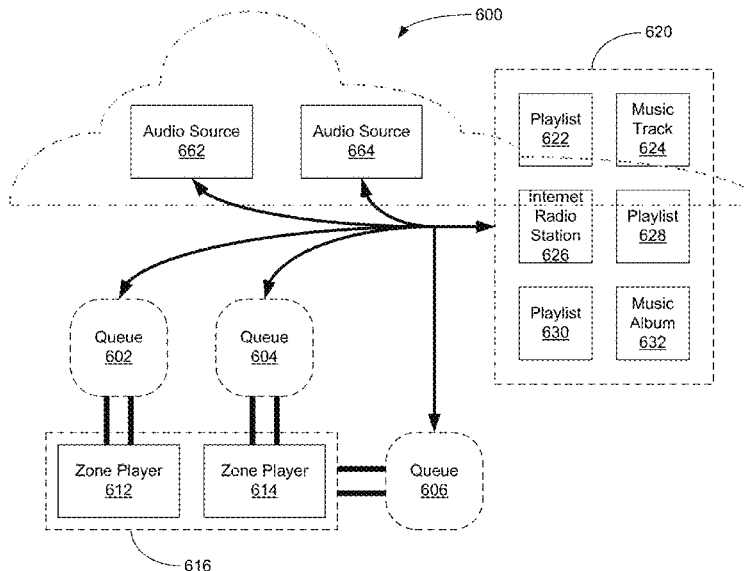 600
620
Audio Source
662
Audio Source
664
Playlist
622
Music
Track
624
Internet
Radio
Station
626
Playlist
628
Playlist
630
Music
Album
632
Queue
602
Queue
604
Zone Player
612
Zone Player
614
Queue
606
616